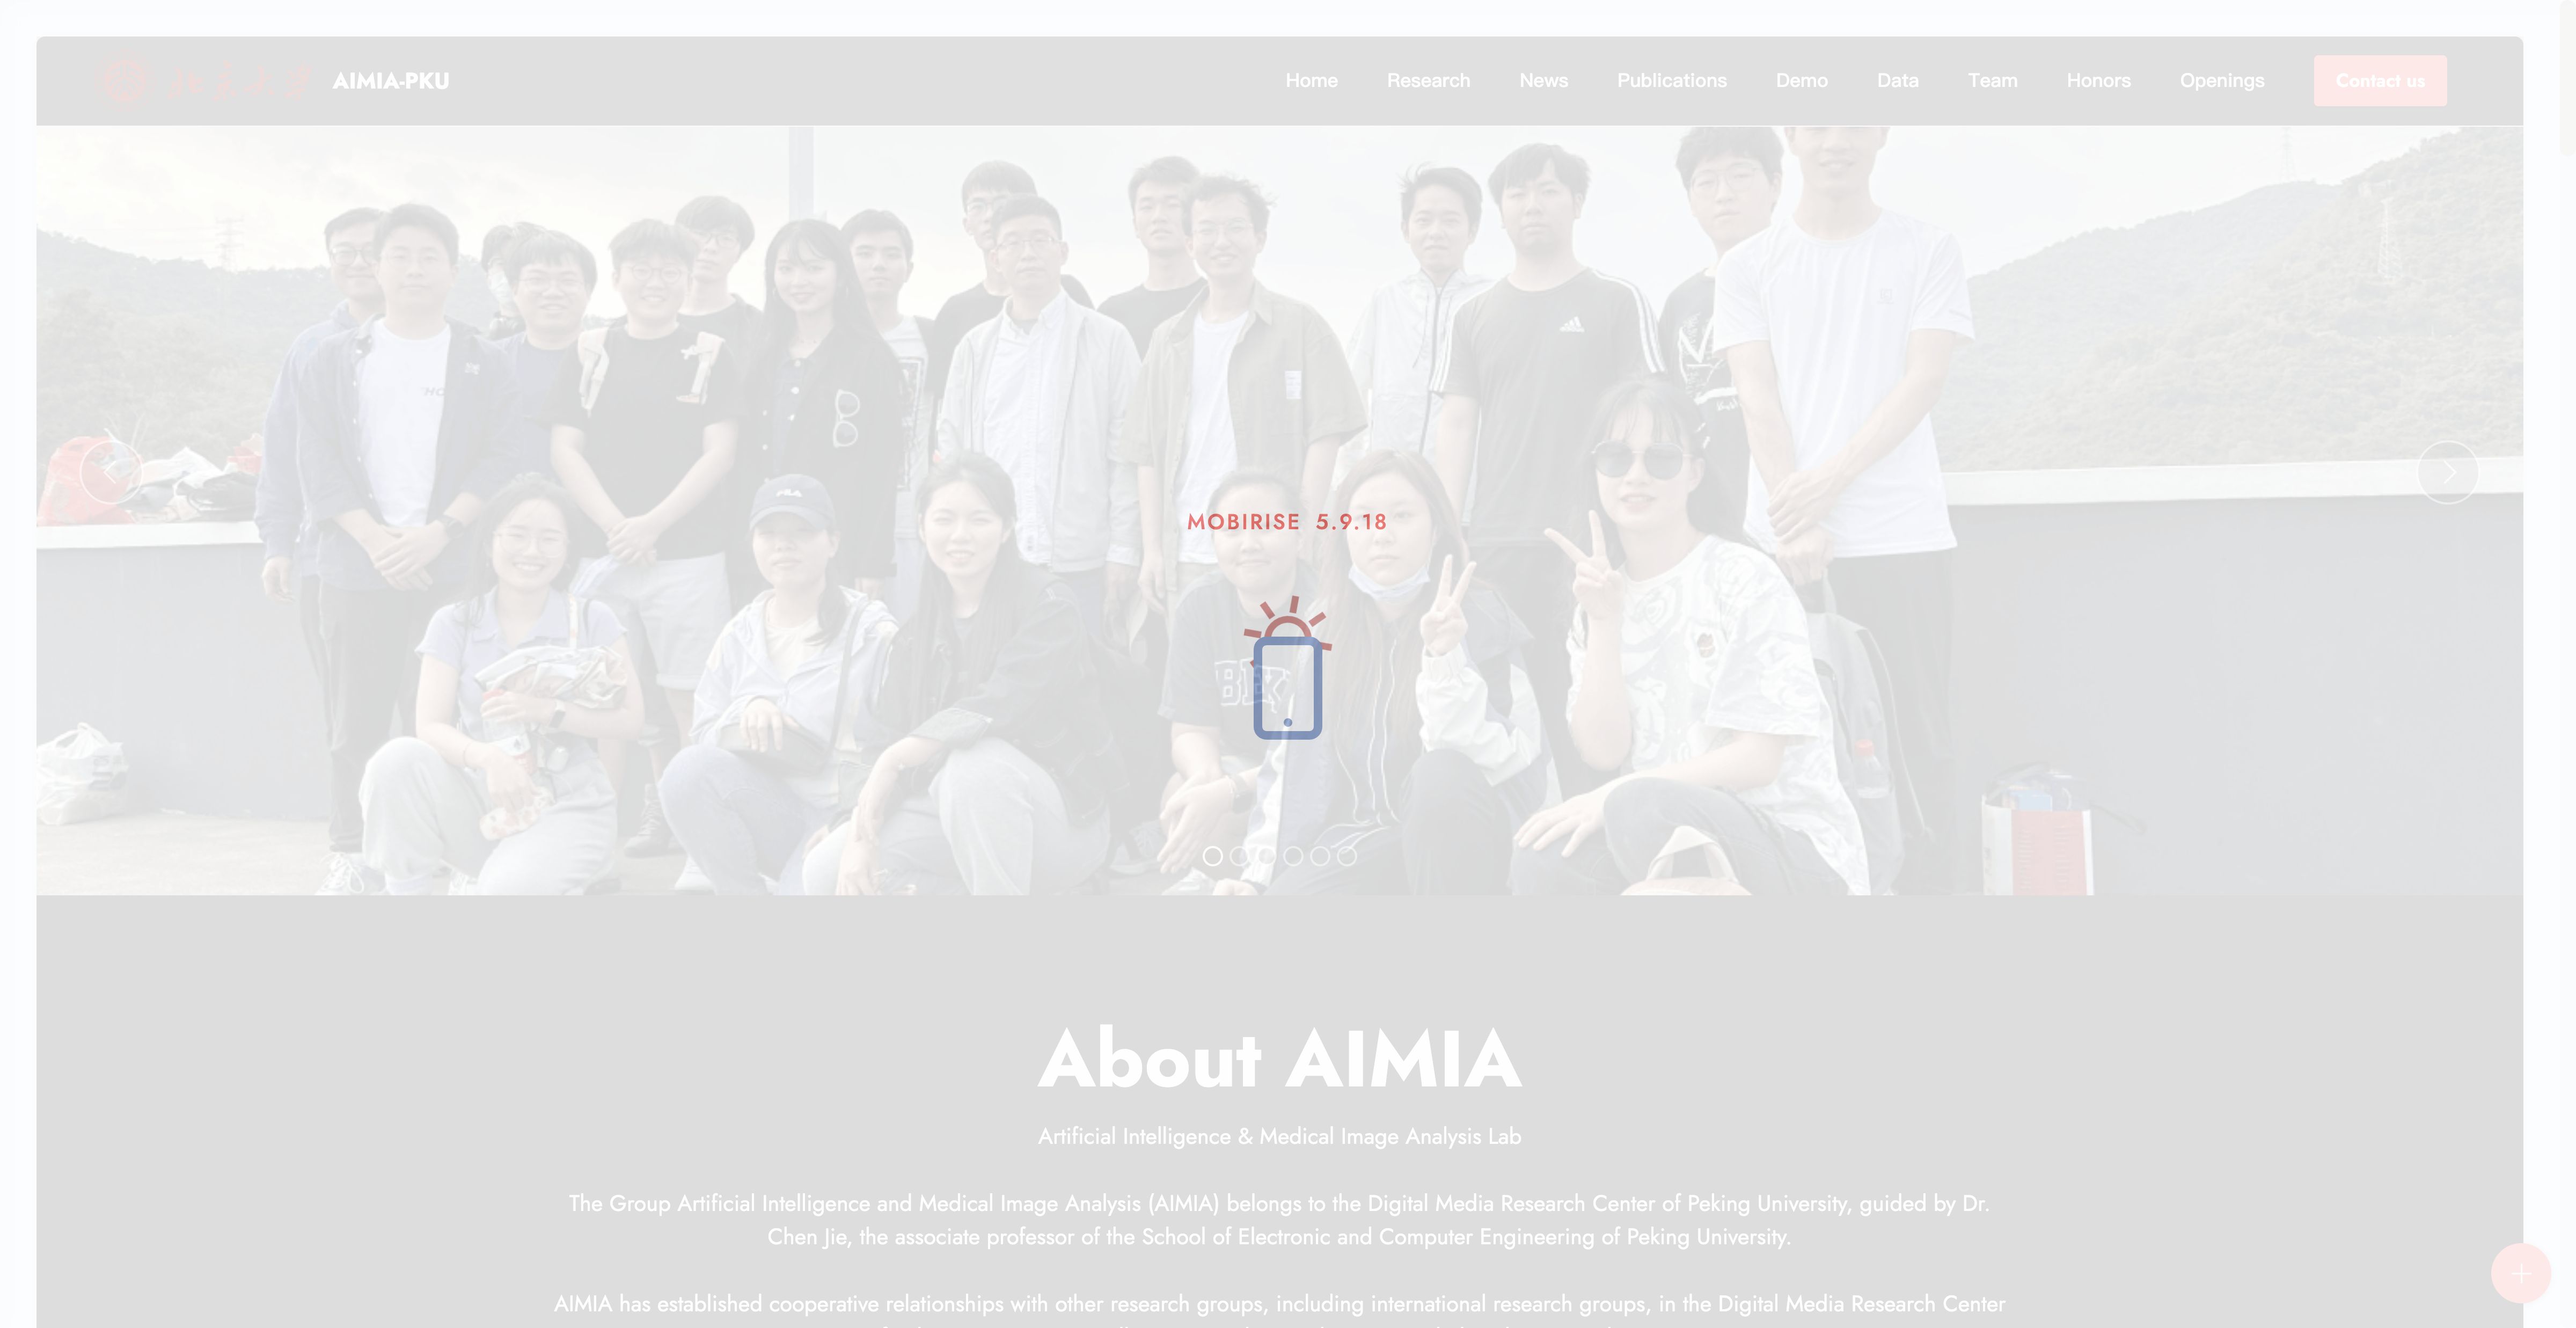 AIMIA-PKU
Home Research News Publications Demo Data Team Honors Openings Contact us
FILA
MOBIRISE 5.9.18
About AIMIA
Artificial Intelligence & Medical Image Analysis Lab
The Group Artificial Intelligence and Medical Image Analysis (AIMIA) belongs to the Digital Media Research Center of Peking University, guided by Dr.
Chen Jie, the associate professor of the School of Electronic and Computer Engineering of Peking University.
AIMIA has established cooperative relationships with other research groups, including international research groups, in the Digital Media Research Center